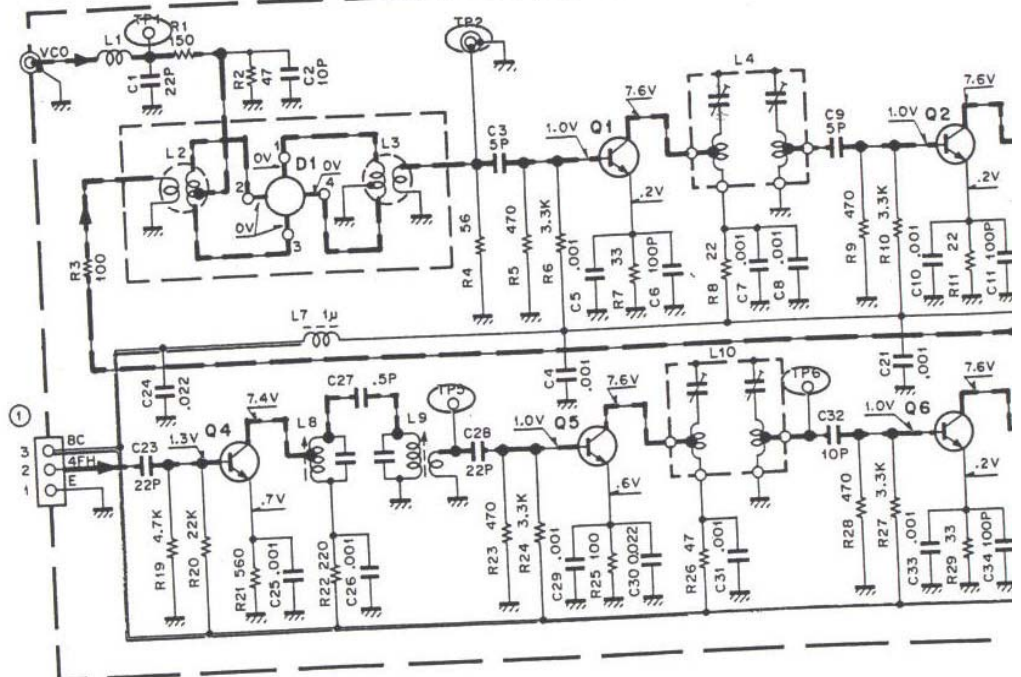 VCO
L1
TP1
R1
150
C1
22P
R2
47
C2
10P
TP2
L2
0V
1
D1
0V
2
4
0V
3
L3
R3
100
C3
5P
1.0V
Q1
7.6V
.2V
R4
56
R5
470
R6
3.3K
C5
.001
R7
33
C6
100P
L4
R8
22
C7
.001
C8
.001
C9
5P
1.0V
Q2
7.6V
.2V
R9
470
R10
3.3K
C10
.001
R11
22
C11
100P
L7
1μ
C24
.022
C4
.001
C21
.001
1
3
8C
2
4FH
1
E
C23
22P
1.3V
Q4
7.4V
.7V
R19
4.7K
R20
22K
R21
560
C25
.001
L8
C27
.5P
L9
R22
220
C26
.001
TP5
C28
22P
1.0V
Q5
7.6V
.6V
R23
470
R24
3.3K
C29
.001
R25
100
C30
.0022
L10
R26
47
C31
.001
TP6
C32
10P
1.0V
Q6
7.6V
.2V
R28
470
R27
3.3K
C33
.001
R29
33
C34
100P